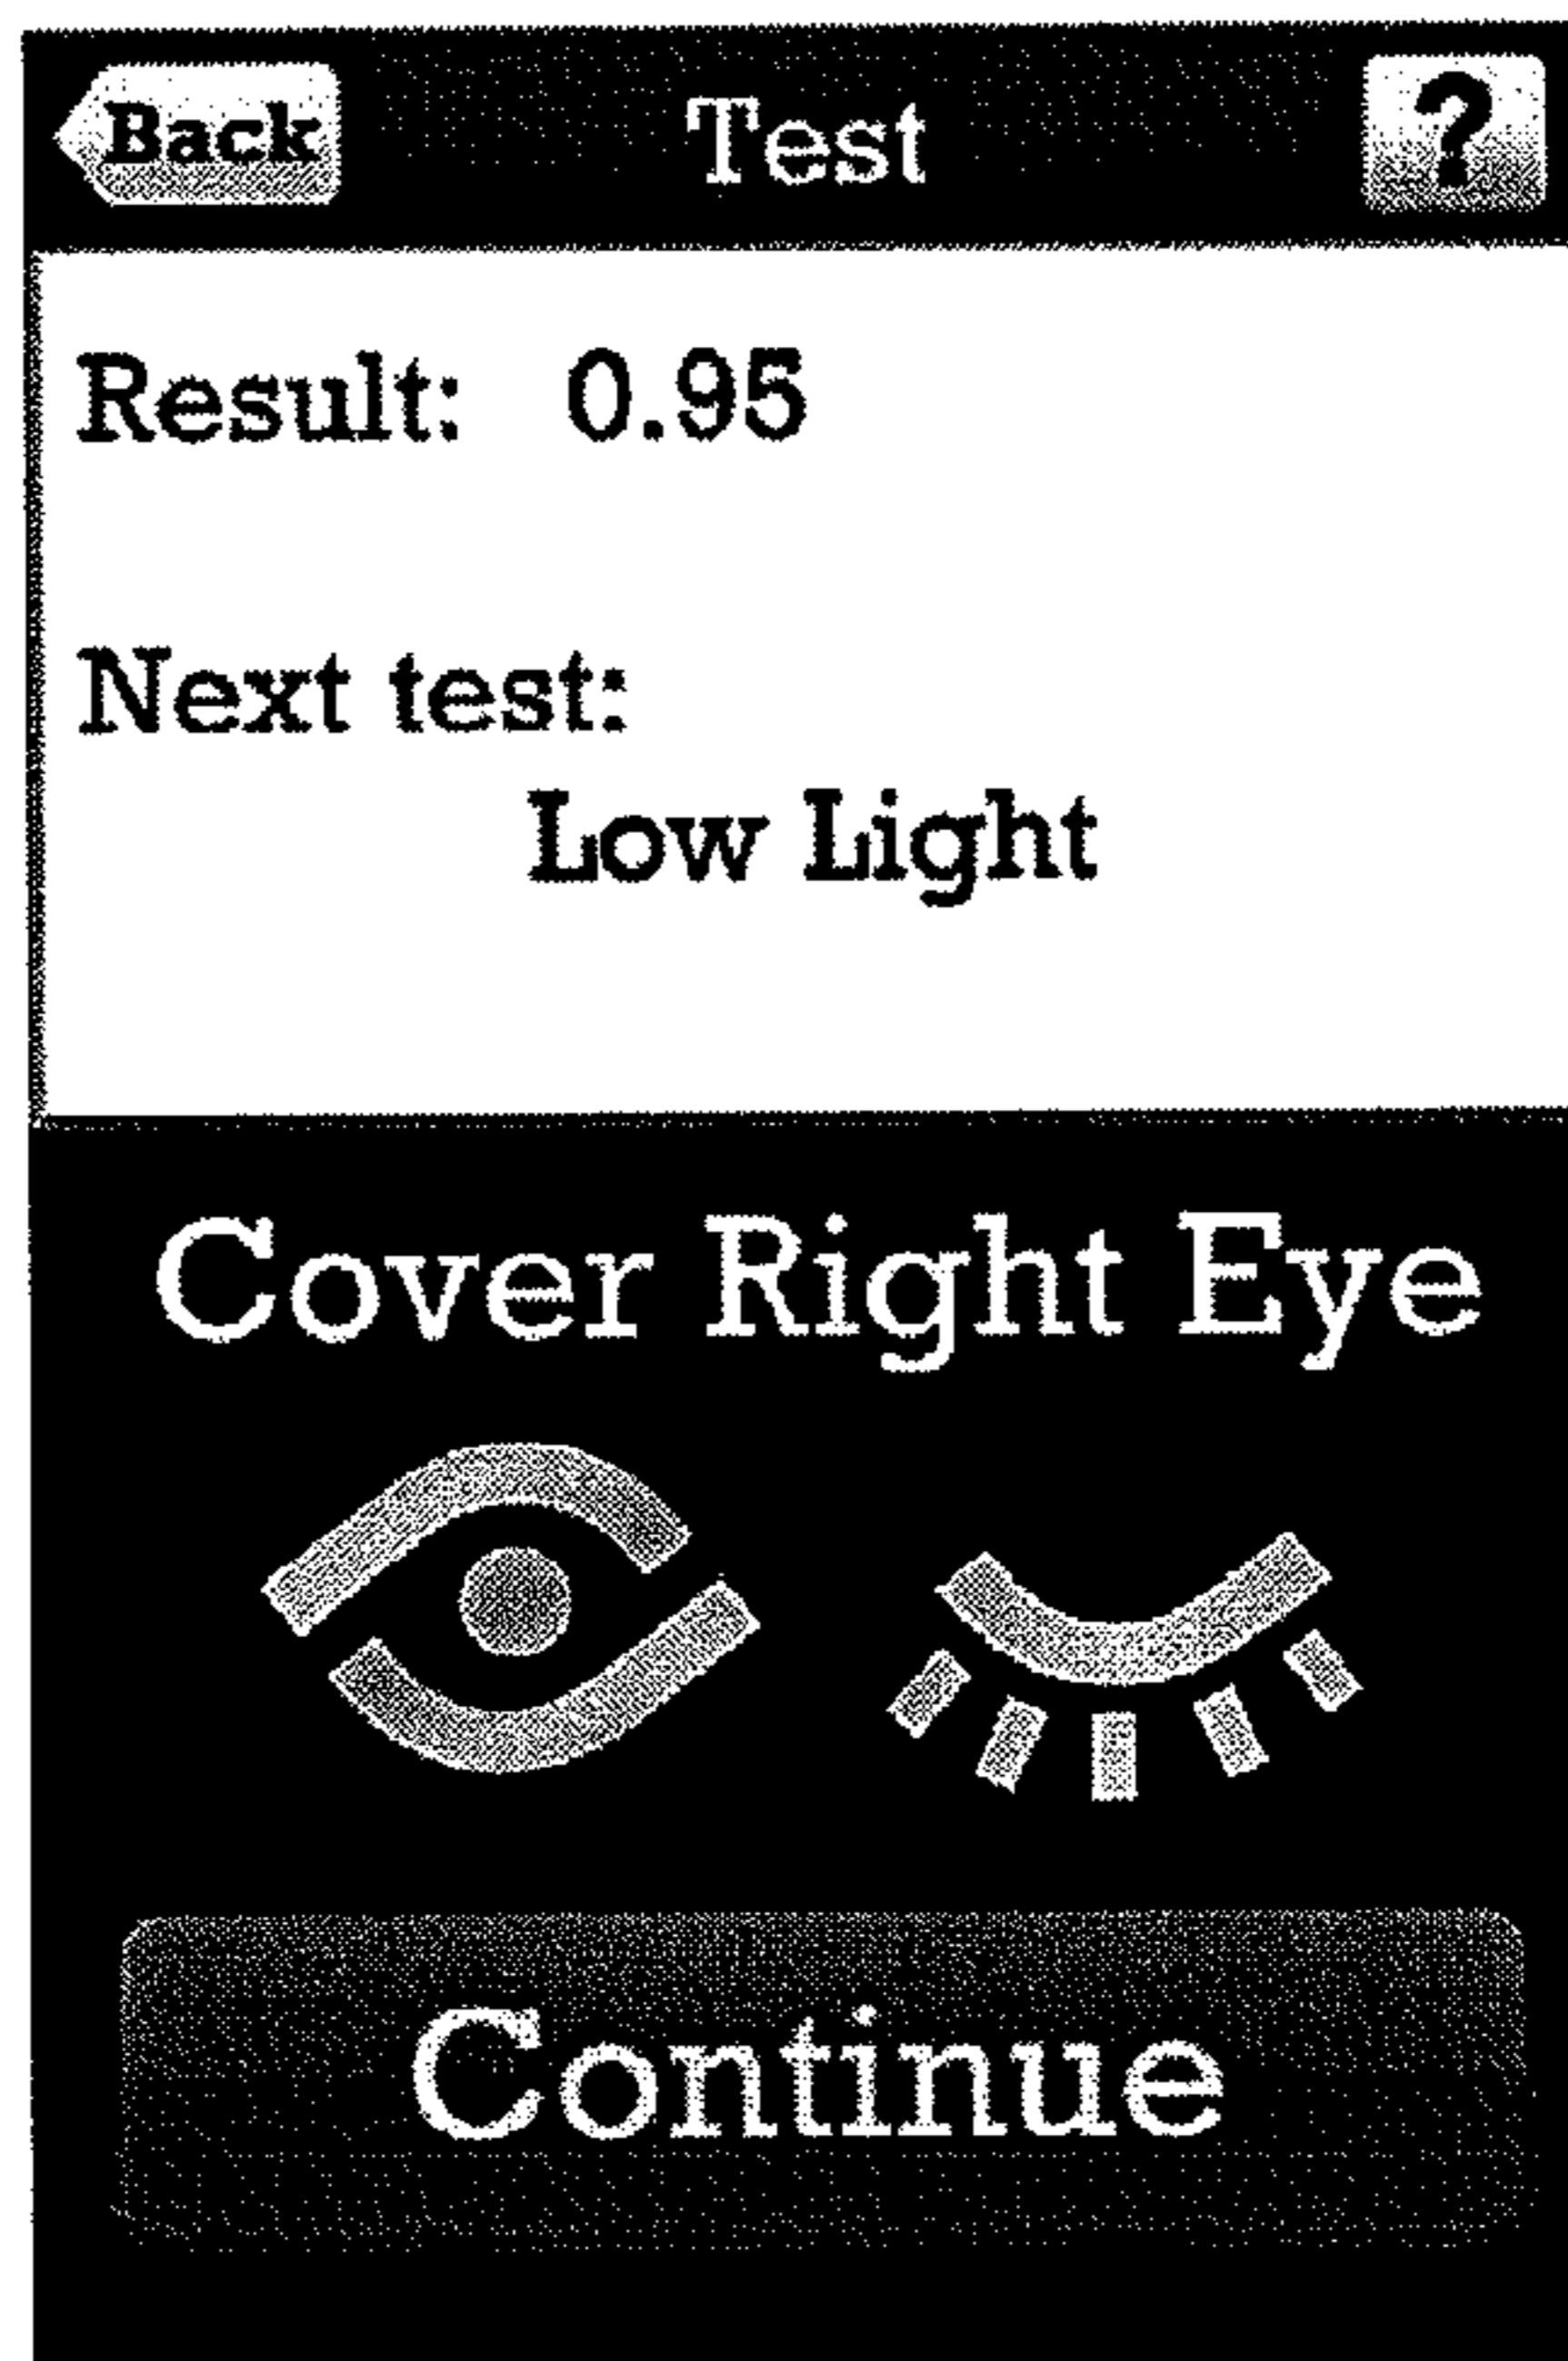 Back Test ?
Result: 0.95
Next test:
Low Light
Cover Right Eye
Continue